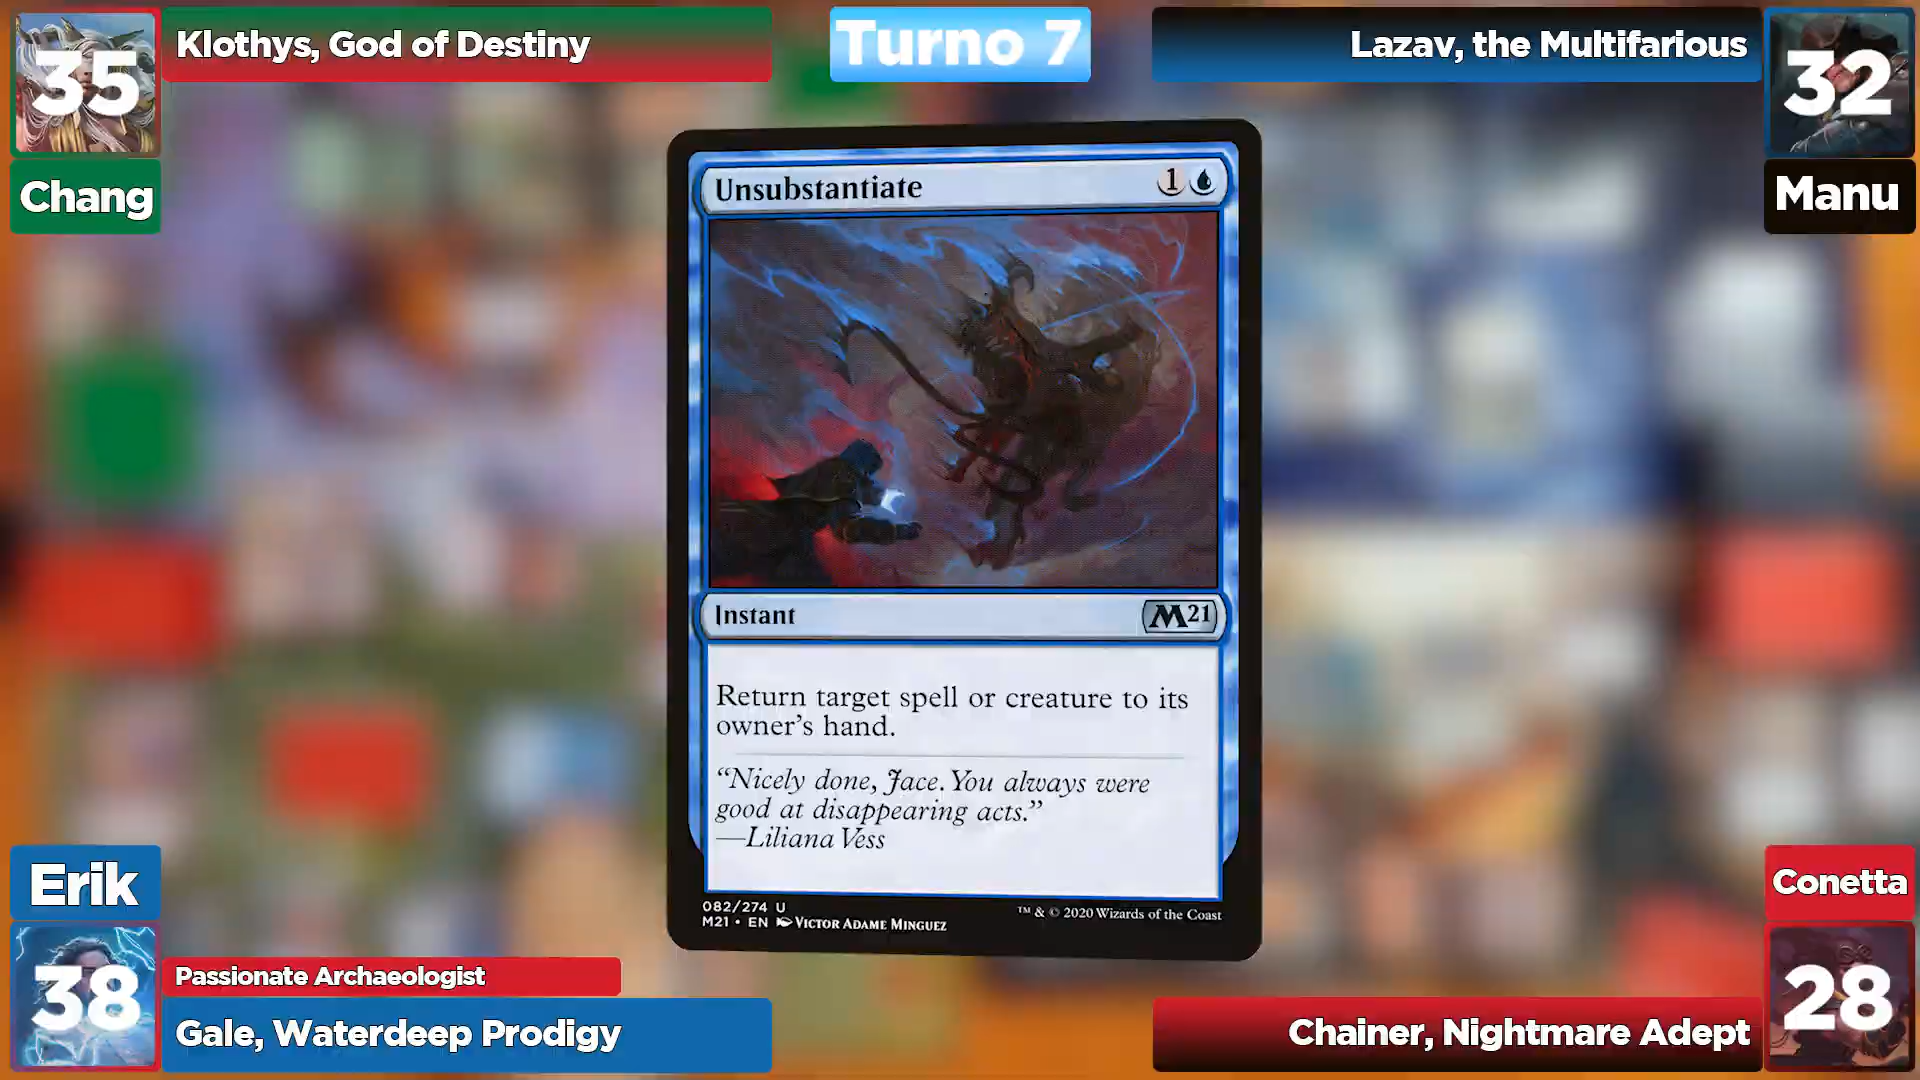 35
Klothys, God of Destiny
Chang
Turno 7
Lazav, the Multifarious
32
Manu
Unsubstantiate 1
Instant
M21
Return target spell or creature to its
owner's hand.
“Nicely done, Jace. You always were
good at disappearing acts.”
—Liliana Vess
082/274 U
M21 • EN VICTOR ADAME MINGUEZ
™ & © 2020 Wizards of the Coast
Erik
38
Passionate Archaeologist
Gale, Waterdeep Prodigy
Conetta
28
Chainer, Nightmare Adept